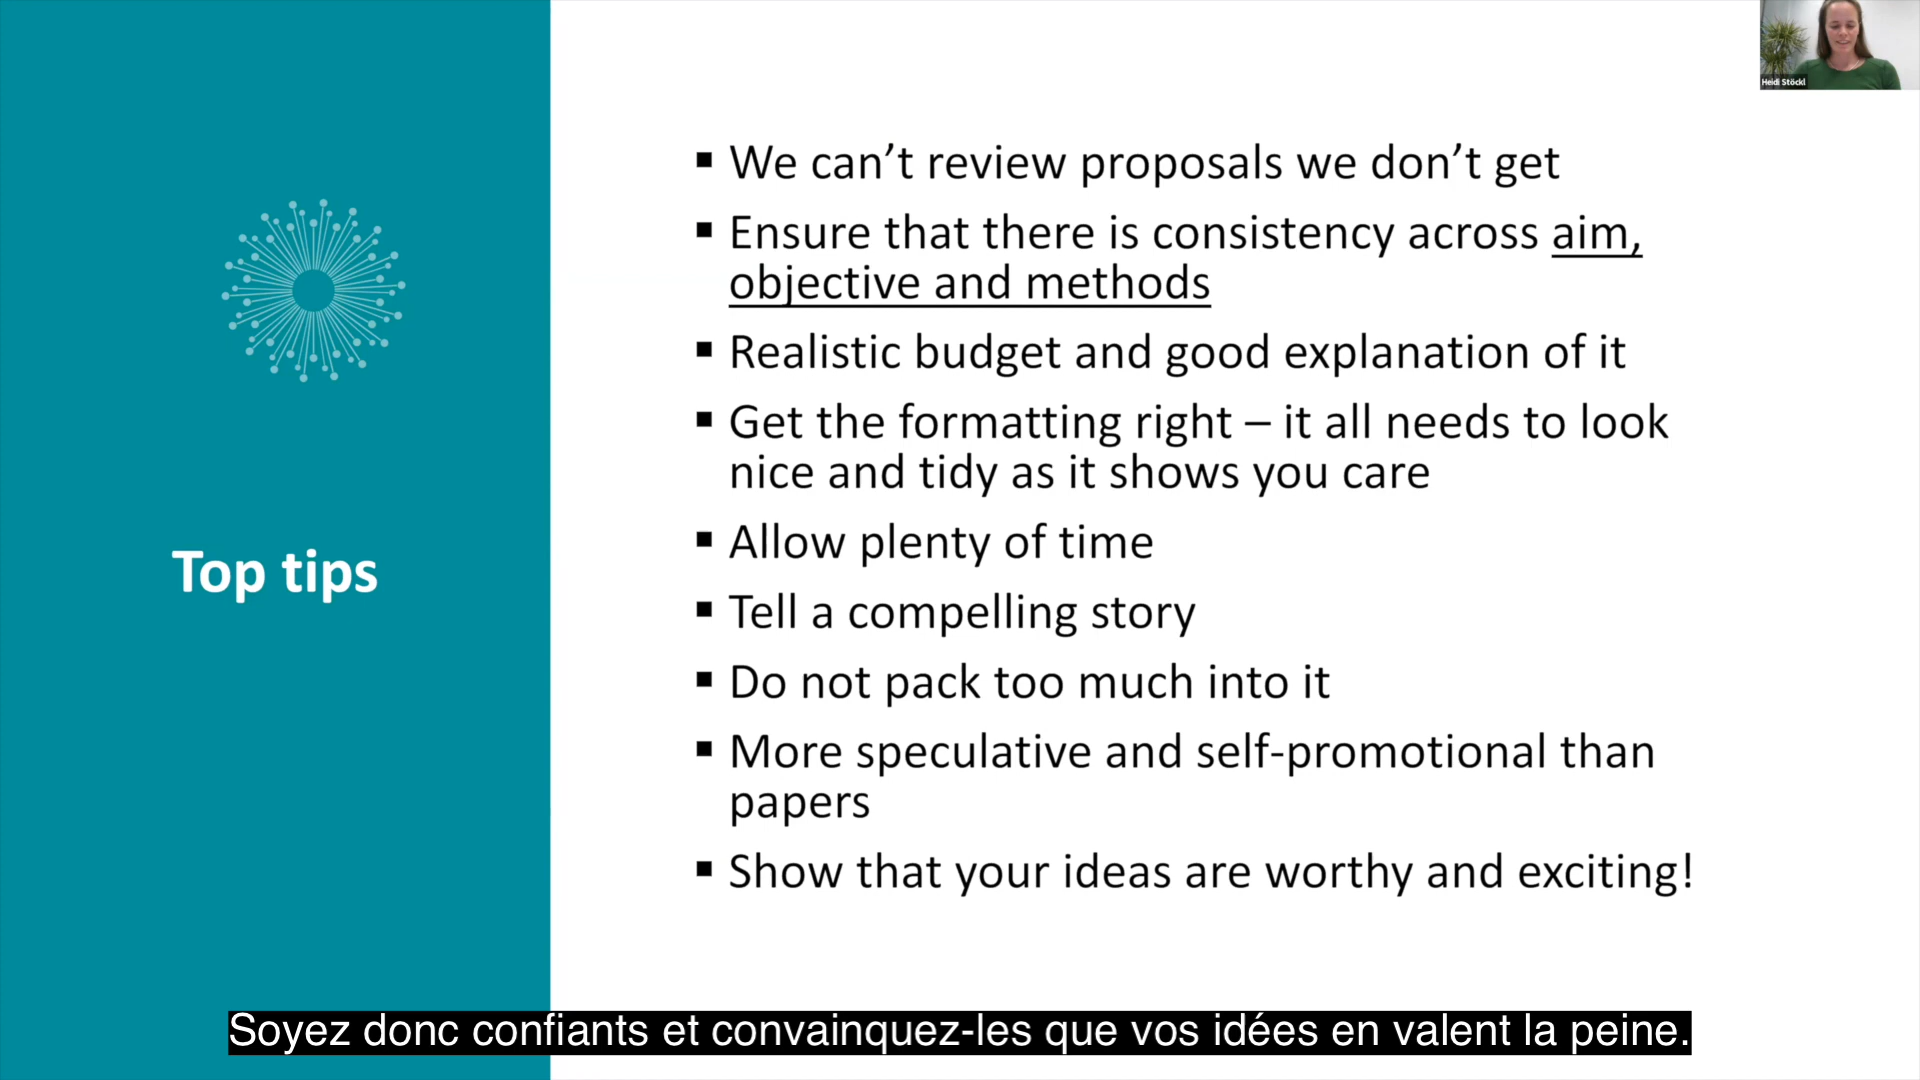 Heidi Stöckl
Top tips
▪ We can’t review proposals we don’t get
▪ Ensure that there is consistency across aim,
objective and methods
▪ Realistic budget and good explanation of it
▪ Get the formatting right – it all needs to look
nice and tidy as it shows you care
▪ Allow plenty of time
▪ Tell a compelling story
▪ Do not pack too much into it
▪ More speculative and self-promotional than
papers
▪ Show that your ideas are worthy and exciting!
Soyez donc confiants et convainquez-les que vos idées en valent la peine.